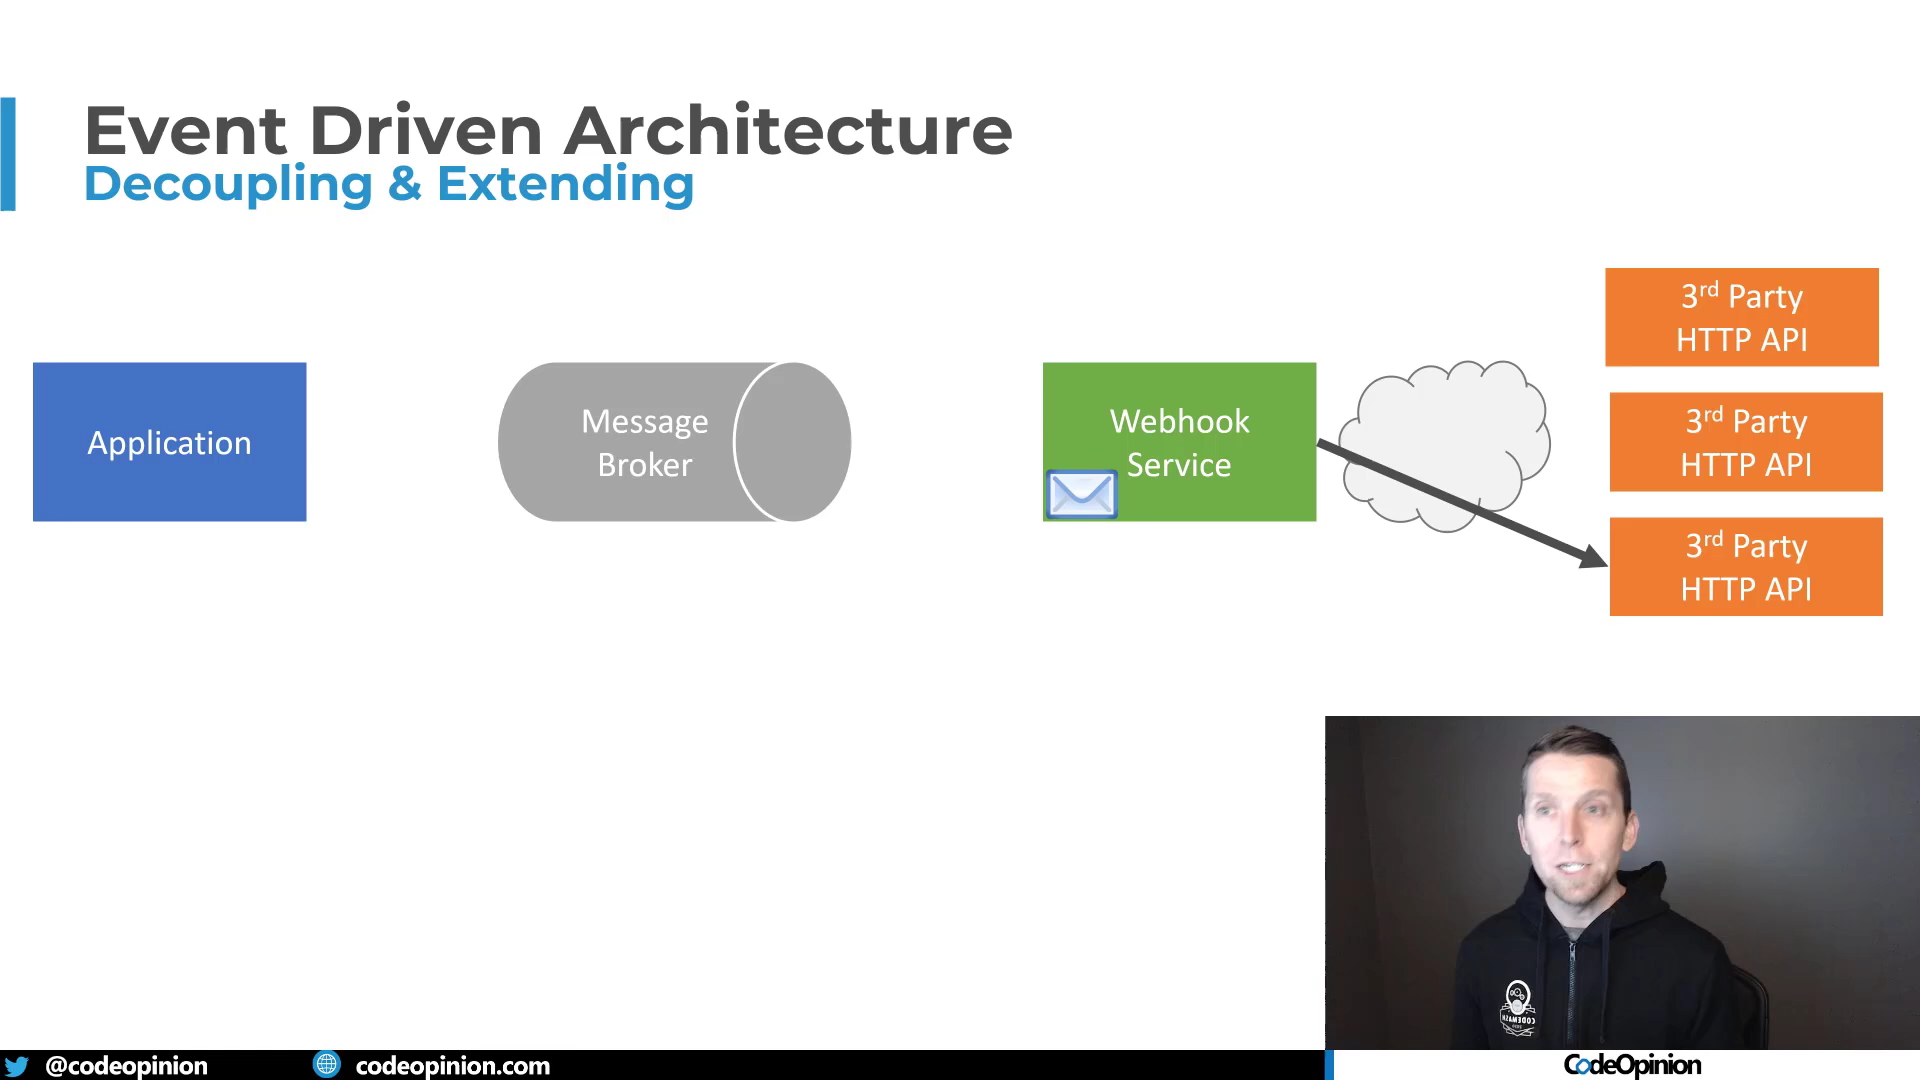 Event Driven Architecture
Decoupling & Extending
Application
Message
Broker
Webhook
Service
3rd Party
HTTP API
3rd Party
HTTP API
3rd Party
HTTP API
CODEMASH
@codeopinion
codeopinion.com
CodeOpinion